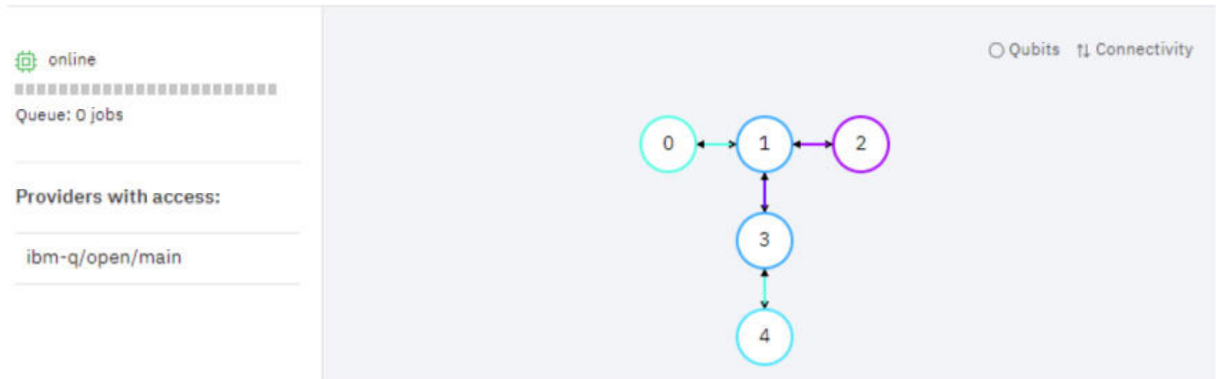 online
Queue: 0 jobs
Providers with access:
ibm-q/open/main
Qubits ↑↓ Connectivity
0 1 2
3
4